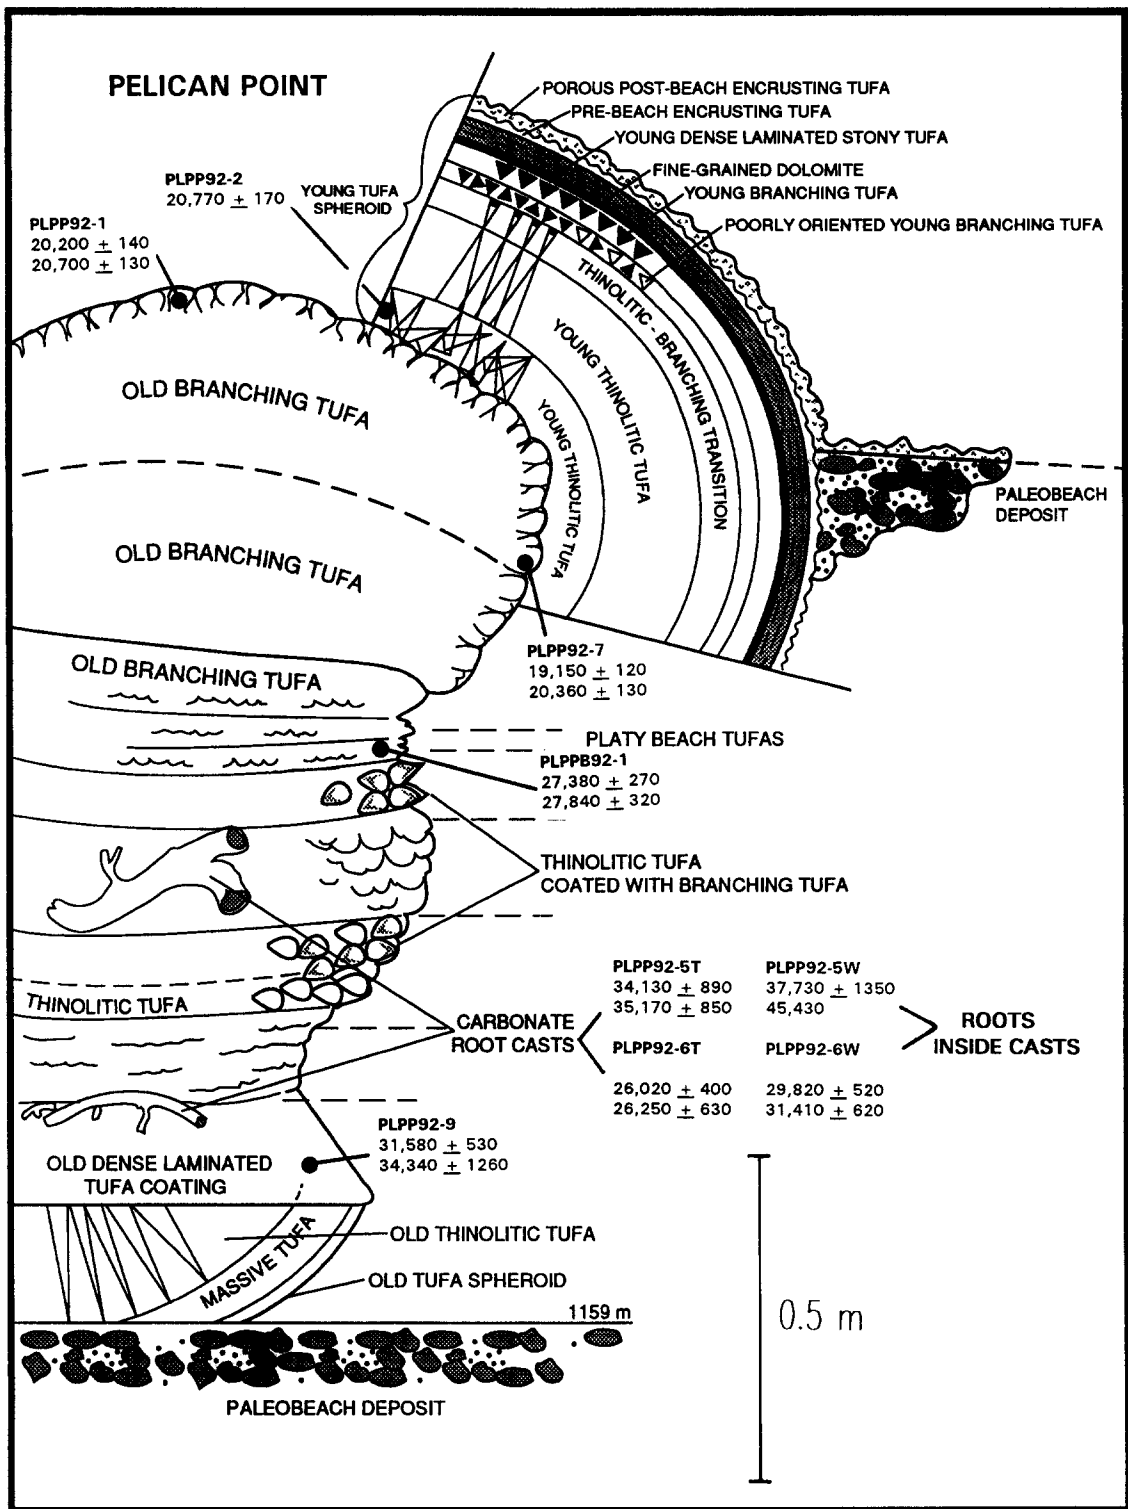 PELICAN POINT
POROUS POST-BEACH ENCRUSTING TUFA
PRE-BEACH ENCRUSTING TUFA
YOUNG DENSE LAMINATED STONY TUFA
FINE-GRAINED DOLOMITE
YOUNG BRANCHING TUFA
POORLY ORIENTED YOUNG BRANCHING TUFA
PLPP92-2
20,770 ± 170
YOUNG TUFA
SPHEROID
PLPP92-1
20,200 ± 140
20,700 ± 130
THINOLITIC - BRANCHING TRANSITION
YOUNG THINOLITIC TUFA
YOUNG THINOLITIC TUFA
OLD BRANCHING TUFA
OLD BRANCHING TUFA
PALEOBEACH
DEPOSIT
PLPP92-7
19,150 ± 120
20,360 ± 130
OLD BRANCHING TUFA
PLATY BEACH TUFAS
PLPPB92-1
27,380 ± 270
27,840 ± 320
THINOLITIC TUFA
COATED WITH BRANCHING TUFA
THINOLITIC TUFA
CARBONATE
ROOT CASTS
PLPP92-5T
34,130 ± 890
35,170 ± 850
PLPP92-6T
26,020 ± 400
26,250 ± 630
PLPP92-5W
37,730 ± 1350
45,430
PLPP92-6W
29,820 ± 520
31,410 ± 620
ROOTS
INSIDE CASTS
PLPP92-9
31,580 ± 530
34,340 ± 1260
OLD DENSE LAMINATED
TUFA COATING
OLD THINOLITIC TUFA
MASSIVE TUFA
OLD TUFA SPHEROID
1159 m
0.5 m
PALEOBEACH DEPOSIT